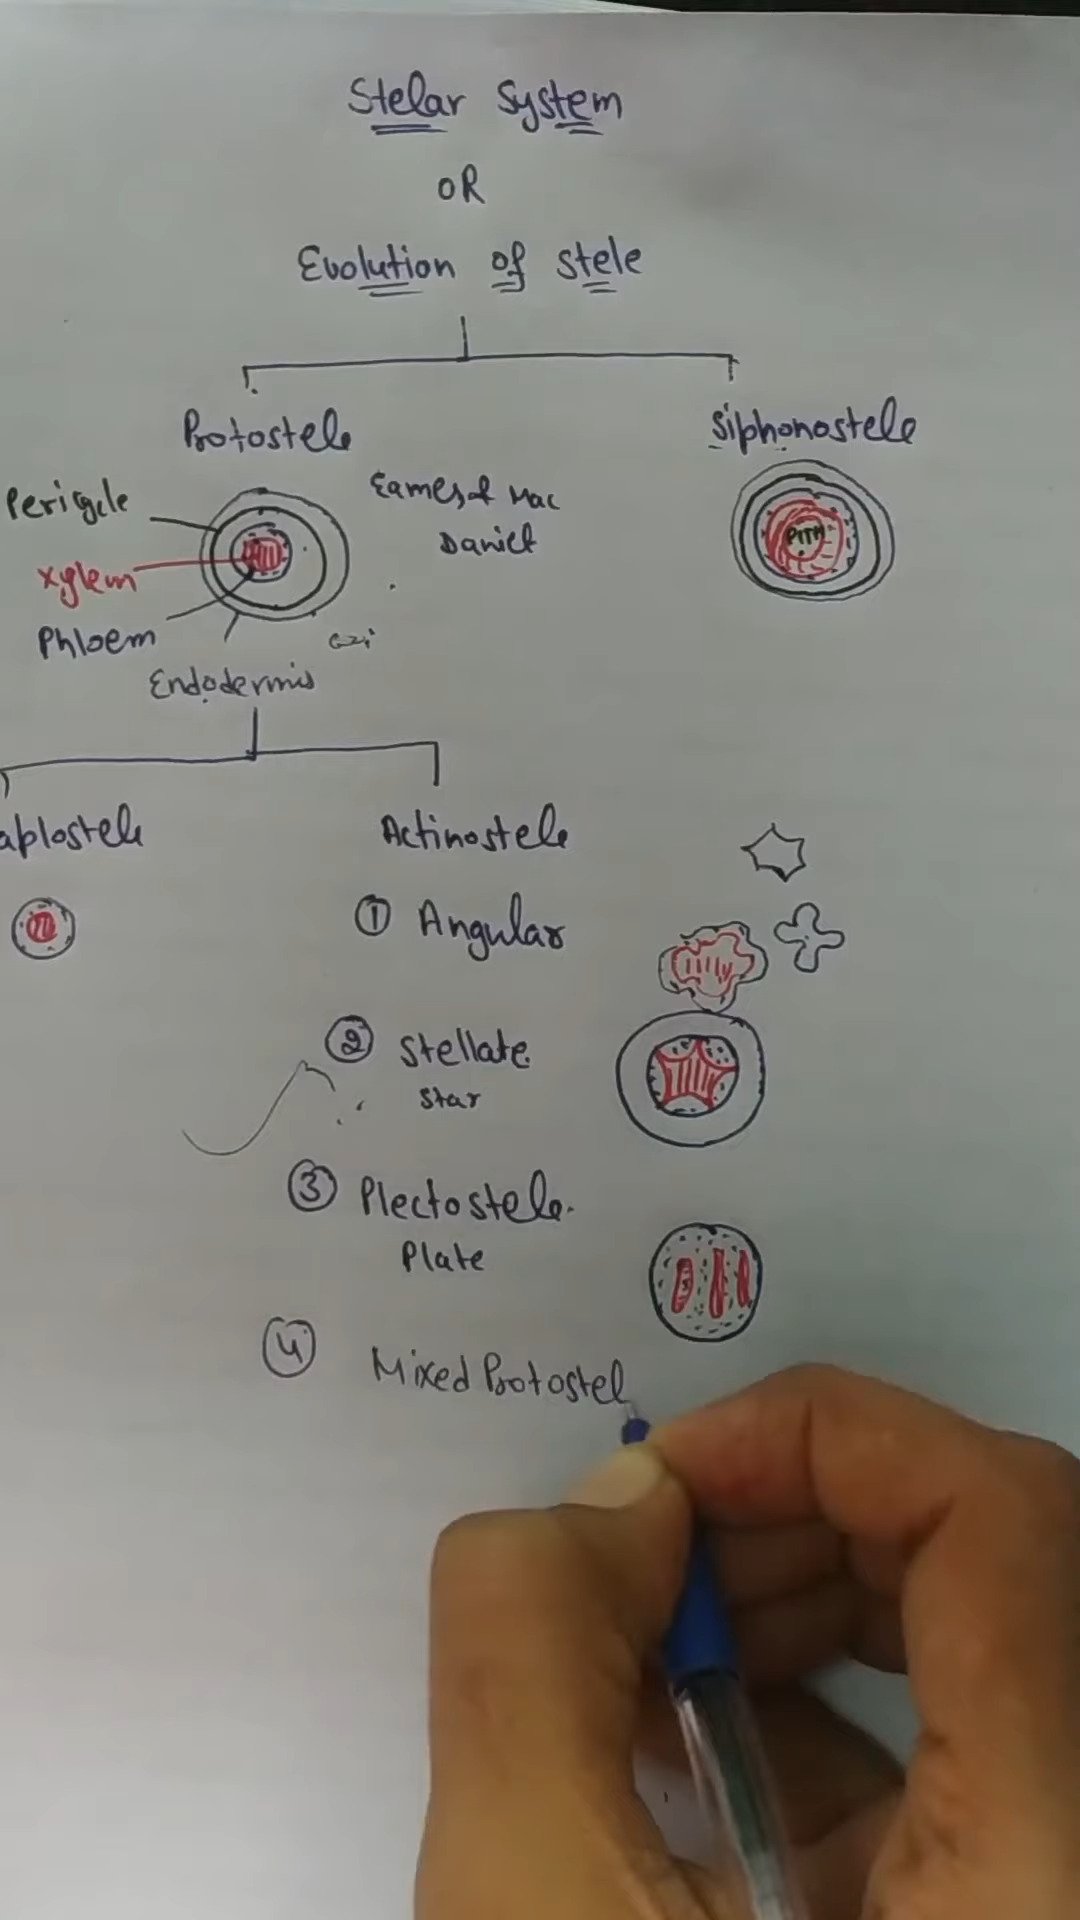 Stelar System
OR
Evolution of stele
Protostele
Siphonostele
Pericycle
Eames & Mac
Daniel
PITH
xylem
Phloem
Endodermis
aplostele
Actinostele
① Angular
② Stellate
Star
③ Plectostele.
Plate
④ Mixed Protostel